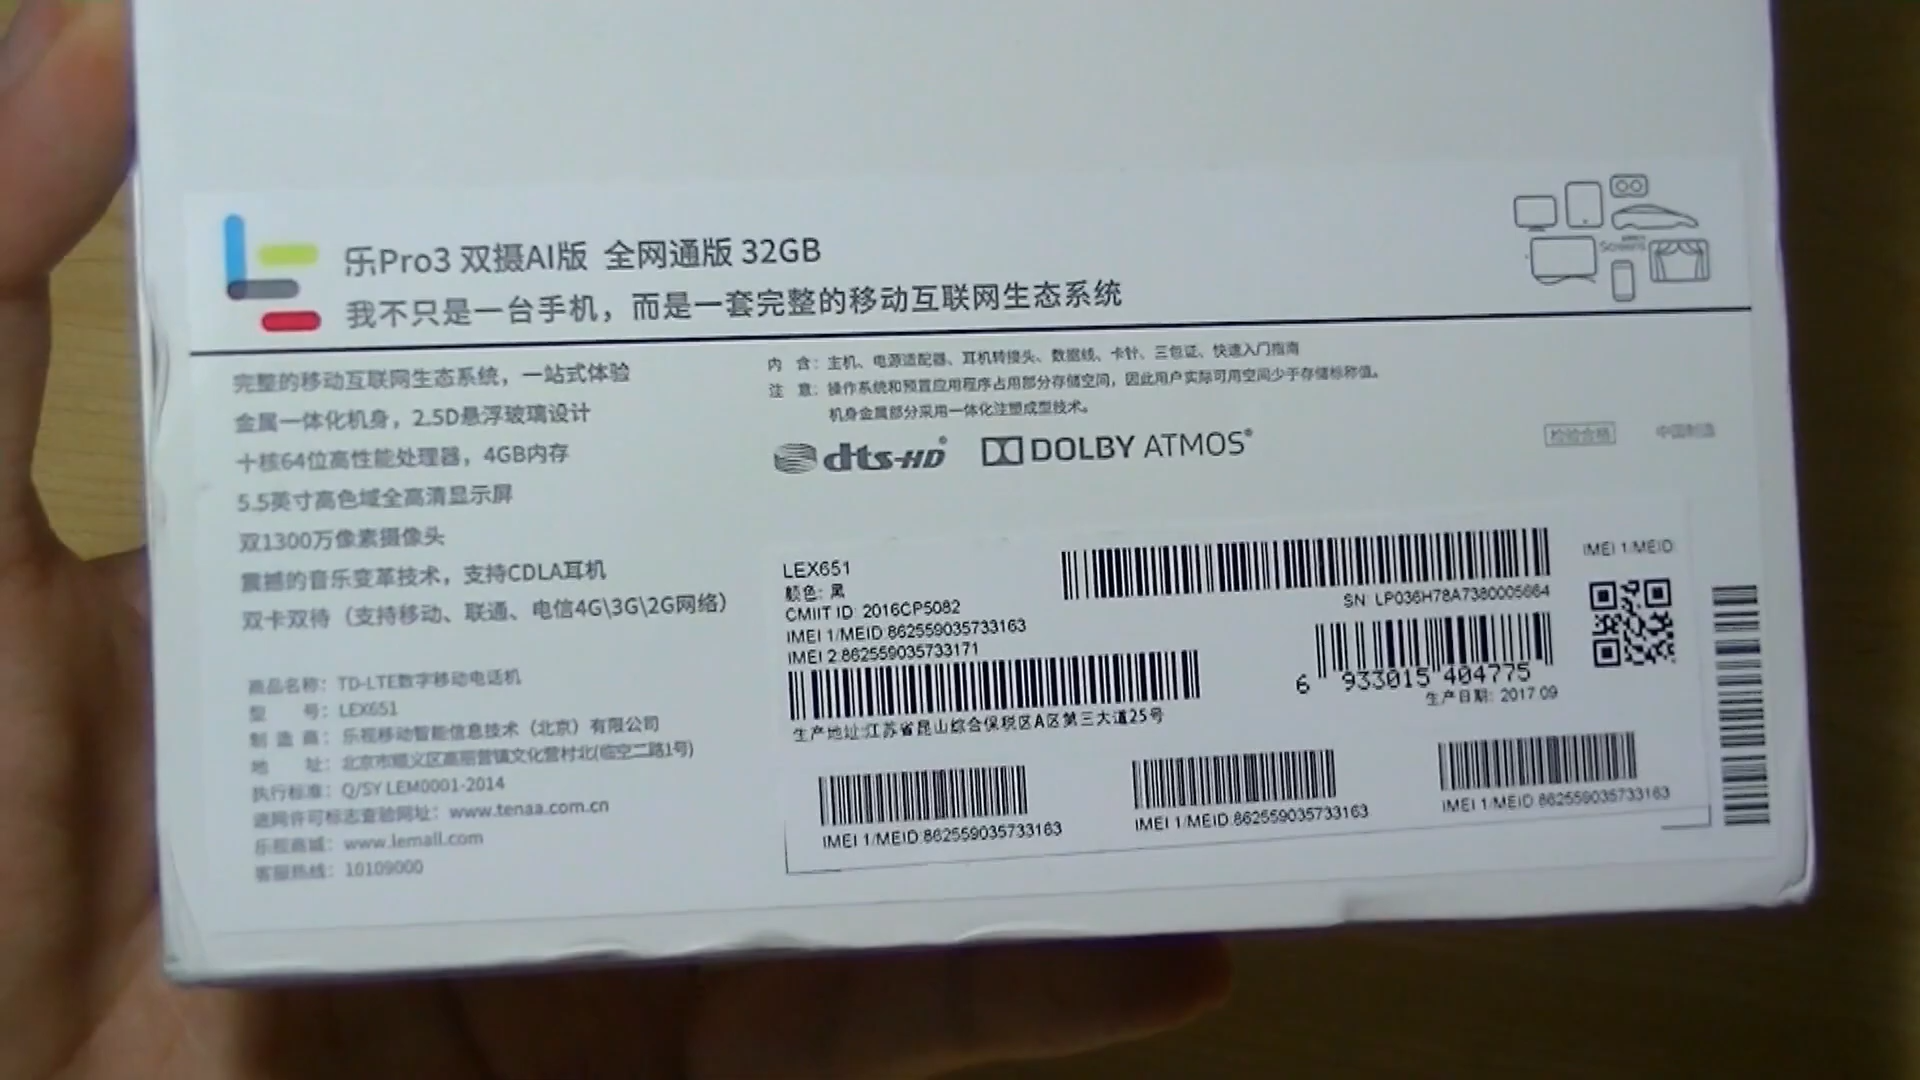 乐Pro3 双摄AI版 全网通版 32GB
我不只是一台手机，而是一套完整的移动互联网生态系统
Screens
完整的移动互联网生态系统，一站式体验
金属一体化机身，2.5D悬浮玻璃设计
十核64位高性能处理器，4GB内存
5.5英寸高色域全高清显示屏
双1300万像素摄像头
震撼的音乐变革技术，支持CDLA耳机
双卡双待（支持移动、联通、电信4G\3G\2G网络）
商品名称：TD-LTE数字移动电话机
型 号：LEX651
制 造 商：乐视移动智能信息技术（北京）有限公司
地 址：北京市顺义区高丽营镇文化营村北(临空二路1号)
执行标准：Q/SY LEM0001-2014
进网许可标志查验网址：www.tenaa.com.cn
乐视商城：www.lemall.com
客服热线：10109000
内 含：主机、电源适配器、耳机转接头、数据线、卡针、三包证、快速入门指南
注 意：操作系统和预置应用程序占用部分存储空间，因此用户实际可用空间少于存储标称值。
机身金属部分采用一体化注塑成型技术。
dts-HD® DOLBY ATMOS®
检验合格 中国制造
LEX651
颜色: 黑
CMIIT ID: 2016CP5082
IMEI 1/MEID:862559035733163
IMEI 2:862559035733171
生产地址:江苏省昆山综合保税区A区第三大道25号
SN: LP036H78A7380005664
6 933015 404775
生产日期: 2017.09
IMEI 1/MEID
IMEI 1/MEID:862559035733163
IMEI 1/MEID:862559035733163
IMEI 1/MEID:862559035733163